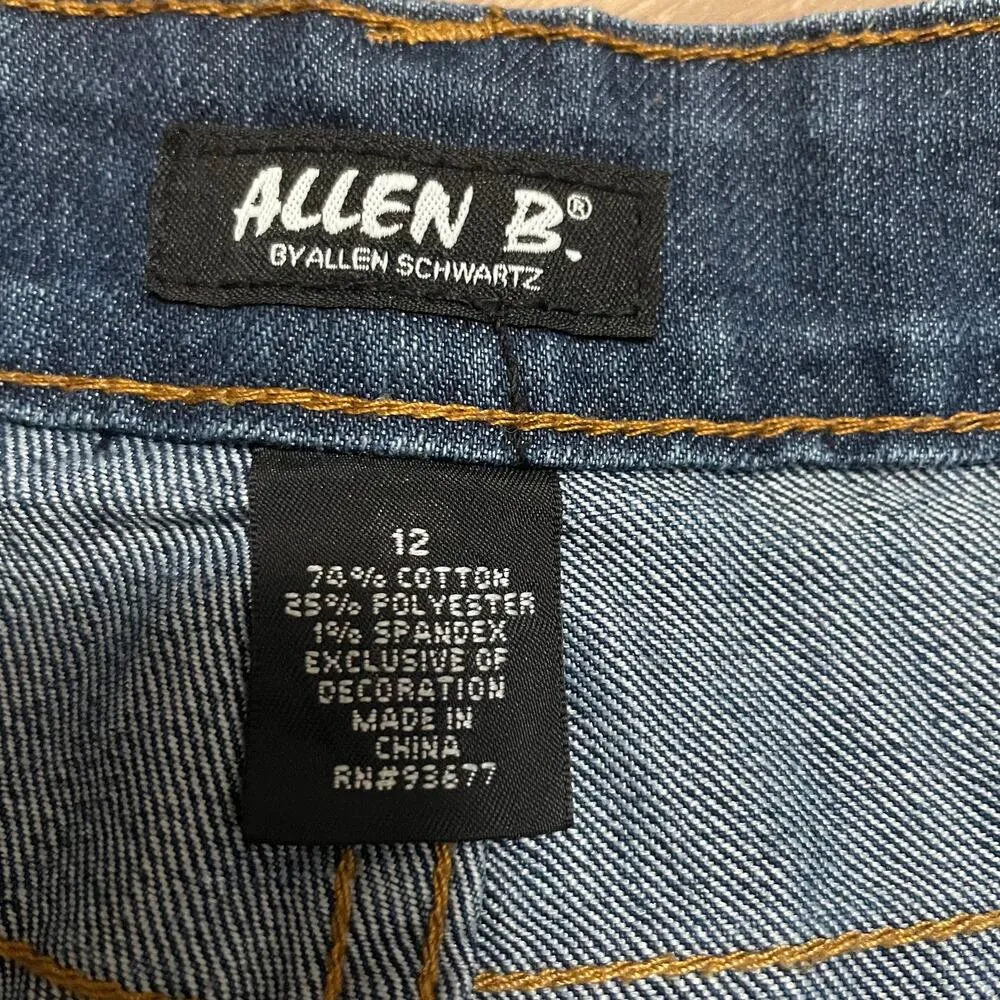 ALLEN B.®
BY ALLEN SCHWARTZ
12
74% COTTON
25% POLYESTER
1% SPANDEX
EXCLUSIVE OF
DECORATION
MADE IN
CHINA
RN#93677